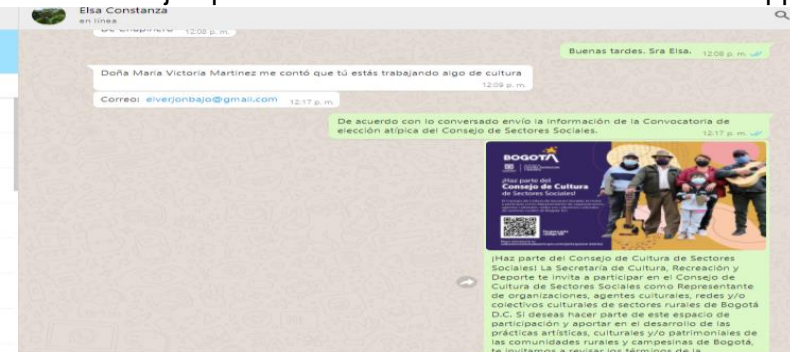 Elsa Constanza
en línea
De Chapinero 12:08 p. m.
Buenas tardes. Sra Elsa. 12:08 p. m.
Doña Maria Victoria Martinez me contó que tú estás trabajando algo de cultura
12:09 p. m.
Correo: elverjonbajo@gmail.com 12:17 p. m.
De acuerdo con lo conversado envío la información de la Convocatoria de
elección atípica del Consejo de Sectores Sociales. 12:17 p. m.
BOGOTÁ
¡Haz parte del
Consejo de Cultura
de Sectores Sociales!
¡Haz parte del Consejo de Cultura de Sectores
Sociales! La Secretaría de Cultura, Recreación y
Deporte te invita a participar en el Consejo de
Cultura de Sectores Sociales como Representante
de organizaciones, agentes culturales, redes y/o
colectivos culturales de sectores rurales de Bogotá
D.C. Si deseas hacer parte de este espacio de
participación y aportar en el desarrollo de las
prácticas artísticas, culturales y/o patrimoniales de
las comunidades rurales y campesinas de Bogotá,
te invitamos a revisar los términos de la